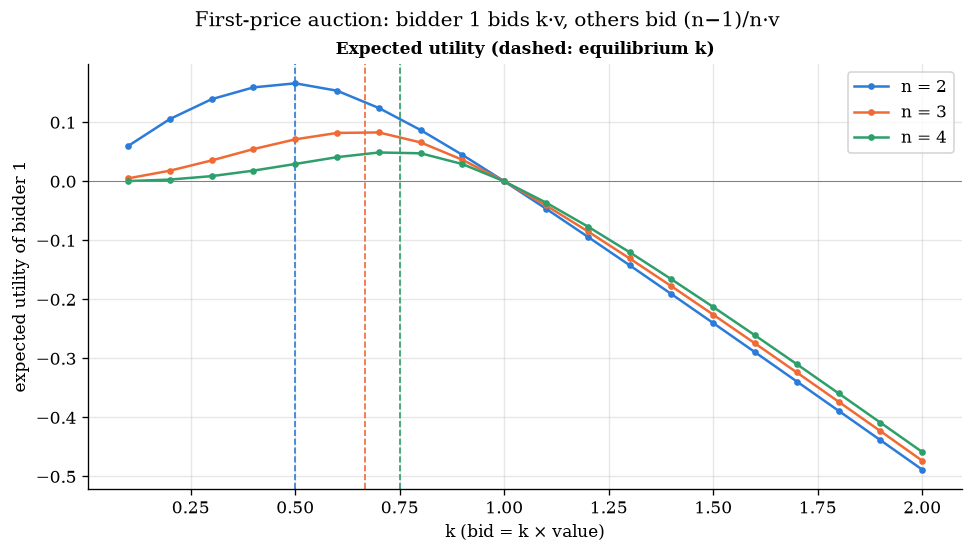 First-price auction: bidder 1 bids k·v, others bid (n−1)/n·v
Expected utility (dashed: equilibrium k)
n = 2
n = 3
n = 4
expected utility of bidder 1
0.1
0.0
−0.1
−0.2
−0.3
−0.4
−0.5
0.25 0.50 0.75 1.00 1.25 1.50 1.75 2.00
k (bid = k × value)